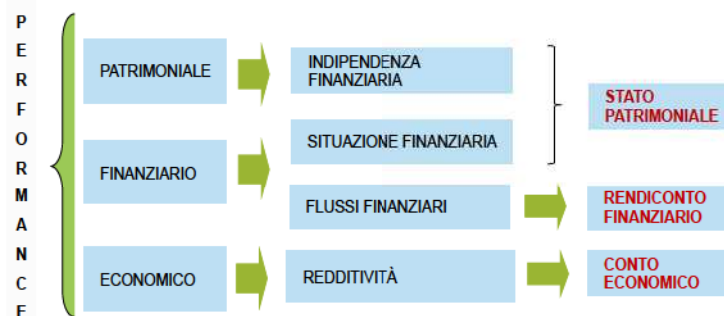 P
E
R
F
O
R
M
A
N
C
E
PATRIMONIALE
INDIPENDENZA
FINANZIARIA
STATO
PATRIMONIALE
FINANZIARIO
SITUAZIONE FINANZIARIA
FLUSSI FINANZIARI
RENDICONTO
FINANZIARIO
ECONOMICO
REDDITIVITÀ
CONTO
ECONOMICO